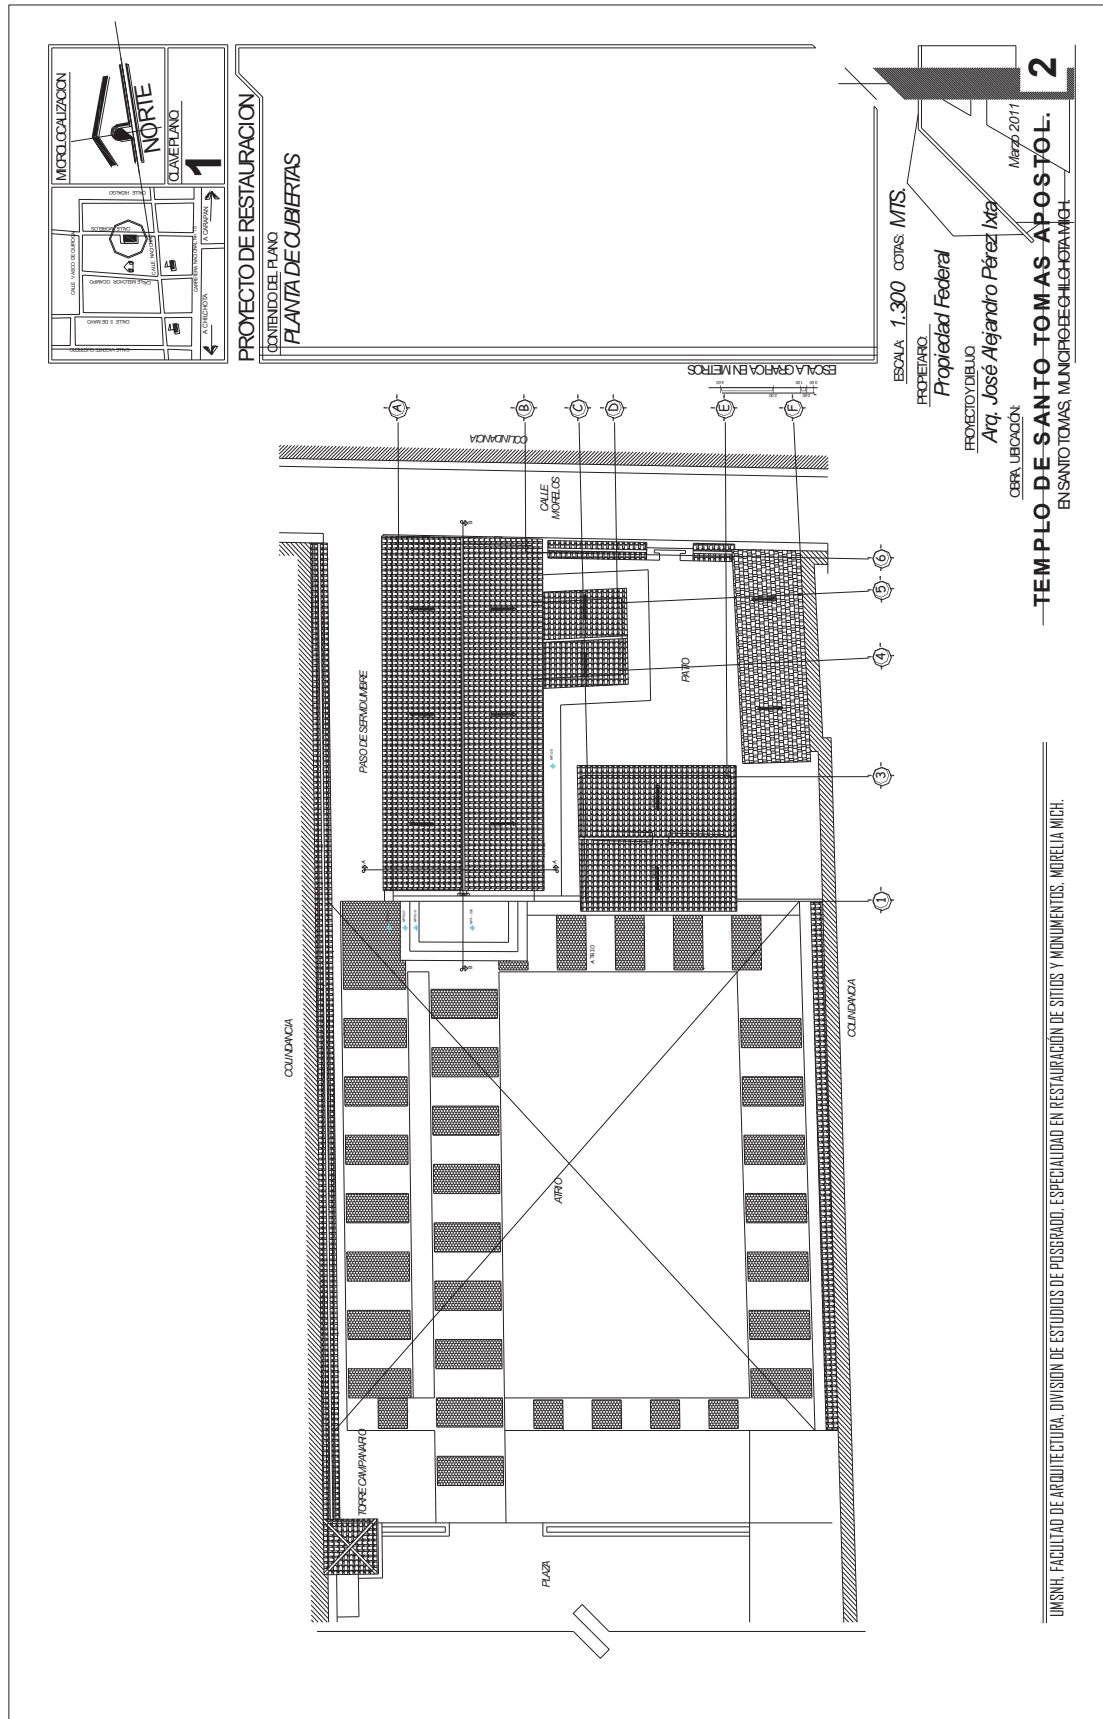 MICROLOCALIZACION
NORTE
CLAVE PLANO:
1
CALLE HIDALGO
CALLE MORELOS
CALLE VASCO DE QUIROGA
CALLE MELCHOR OCAMPO
CALLE 5 DE MAYO
CALLE VICENTE GUERRERO
A CARAPAN
A CHILCHOTA
PROYECTO DE RESTAURACION
CONTENIDO DEL PLANO:
PLANTA DE CUBIERTAS
ESCALA GRAFICA EN METROS
ESCALA: 1.300 COTAS: MTS.
PROPIETARIO:
Propiedad Federal
PROYECTO Y DIBUJO:
Arq. José Alejandro Pérez Ixta
OBRA, UBICACIÓN:
Marzo 2011
2
TEMPLO DE SANTO TOMAS APOSTOL.
EN SANTO TOMAS, MUNICIPIO DE CHILCHOTA MICH.
A
B
C
D
E
F
COLINDANCIA
CALLE
MORELOS
6
5
4
3
1
PASO DE SERVIDUMBRE
PATIO
A
A
B
B
COLINDANCIA
ATRIO
COLINDANCIA
ATRIO
TORRE CAMPANARIO
PLAZA
UMSNH, FACULTAD DE ARQUITECTURA, DIVISIÓN DE ESTUDIOS DE POSGRADO, ESPECIALIDAD EN RESTAURACIÓN DE SITIOS Y MONUMENTOS, MORELIA MICH.